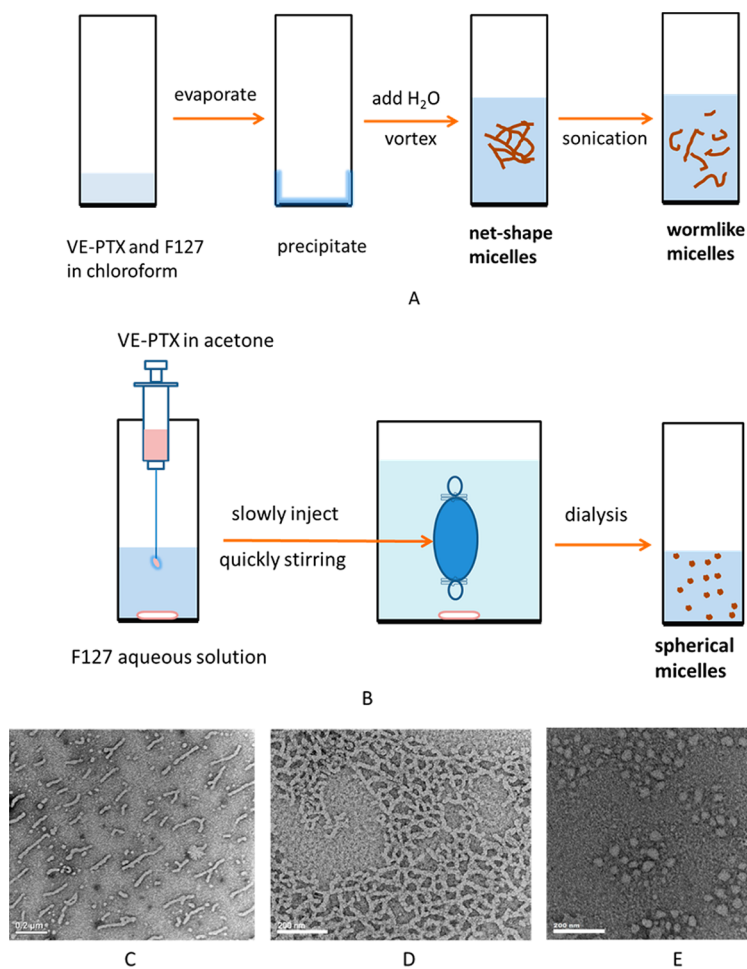 evaporate
add H₂O
vortex
sonication
VE-PTX and F127
in chloroform
precipitate
net-shape
micelles
wormlike
micelles
A
VE-PTX in acetone
slowly inject
quickly stirring
dialysis
F127 aqueous solution
spherical
micelles
B
0.2 µm
200 nm
200 nm
C
D
E